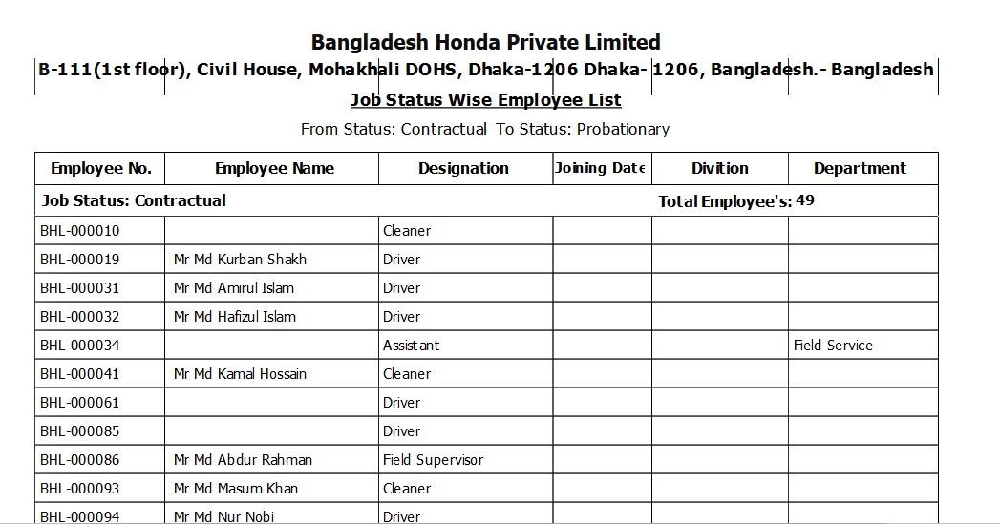 Bangladesh Honda Private Limited
B-111(1st floor), Civil House, Mohakhali DOHS, Dhaka-1206 Dhaka- 1206, Bangladesh.- Bangladesh
Job Status Wise Employee List
From Status: Contractual To Status: Probationary
Employee No. Employee Name Designation Joining Date Divition Department
Job Status: Contractual Total Employee's: 49
BHL-000010 Cleaner
BHL-000019 Mr Md Kurban Shakh Driver
BHL-000031 Mr Md Amirul Islam Driver
BHL-000032 Mr Md Hafizul Islam Driver
BHL-000034 Assistant Field Service
BHL-000041 Mr Md Kamal Hossain Cleaner
BHL-000061 Driver
BHL-000085 Driver
BHL-000086 Mr Md Abdur Rahman Field Supervisor
BHL-000093 Mr Md Masum Khan Cleaner
BHL-000094 Mr Md Nur Nobi Driver